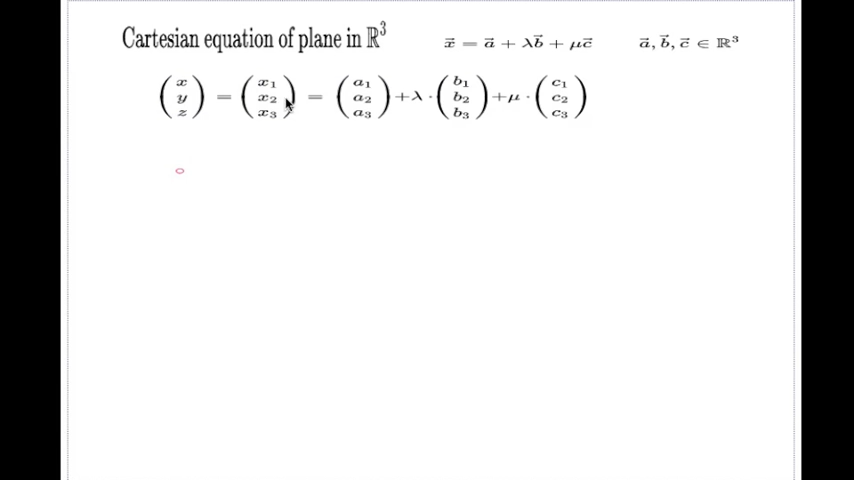 Cartesian equation of plane in ℝ³ x⃗ = a⃗ + λb⃗ + μc⃗ a⃗, b⃗, c⃗ ∈ ℝ³
(x y z) = (x₁ x₂ x₃) = (a₁ a₂ a₃) + λ · (b₁ b₂ b₃) + μ · (c₁ c₂ c₃)